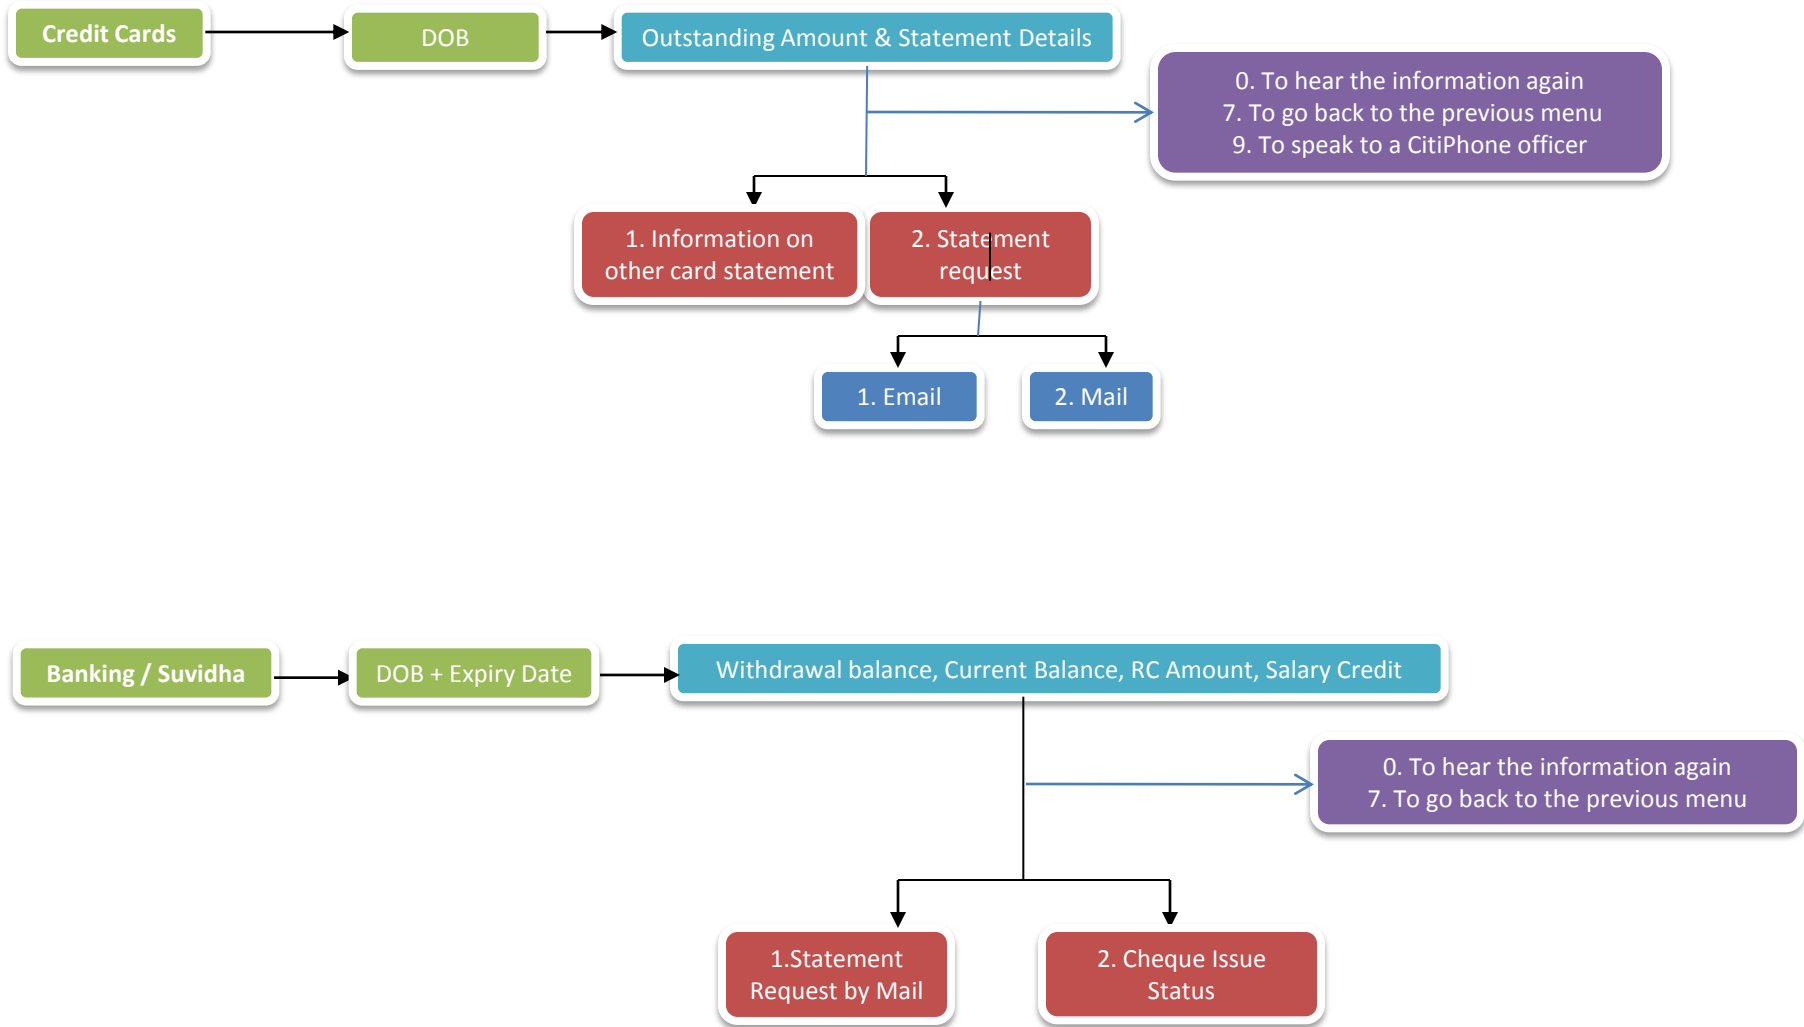 Credit Cards
DOB
Outstanding Amount & Statement Details
0. To hear the information again
7. To go back to the previous menu
9. To speak to a CitiPhone officer
1. Information on
other card statement
2. Statement
request
1. Email
2. Mail
Banking / Suvidha
DOB + Expiry Date
Withdrawal balance, Current Balance, RC Amount, Salary Credit
0. To hear the information again
7. To go back to the previous menu
1.Statement
Request by Mail
2. Cheque Issue
Status